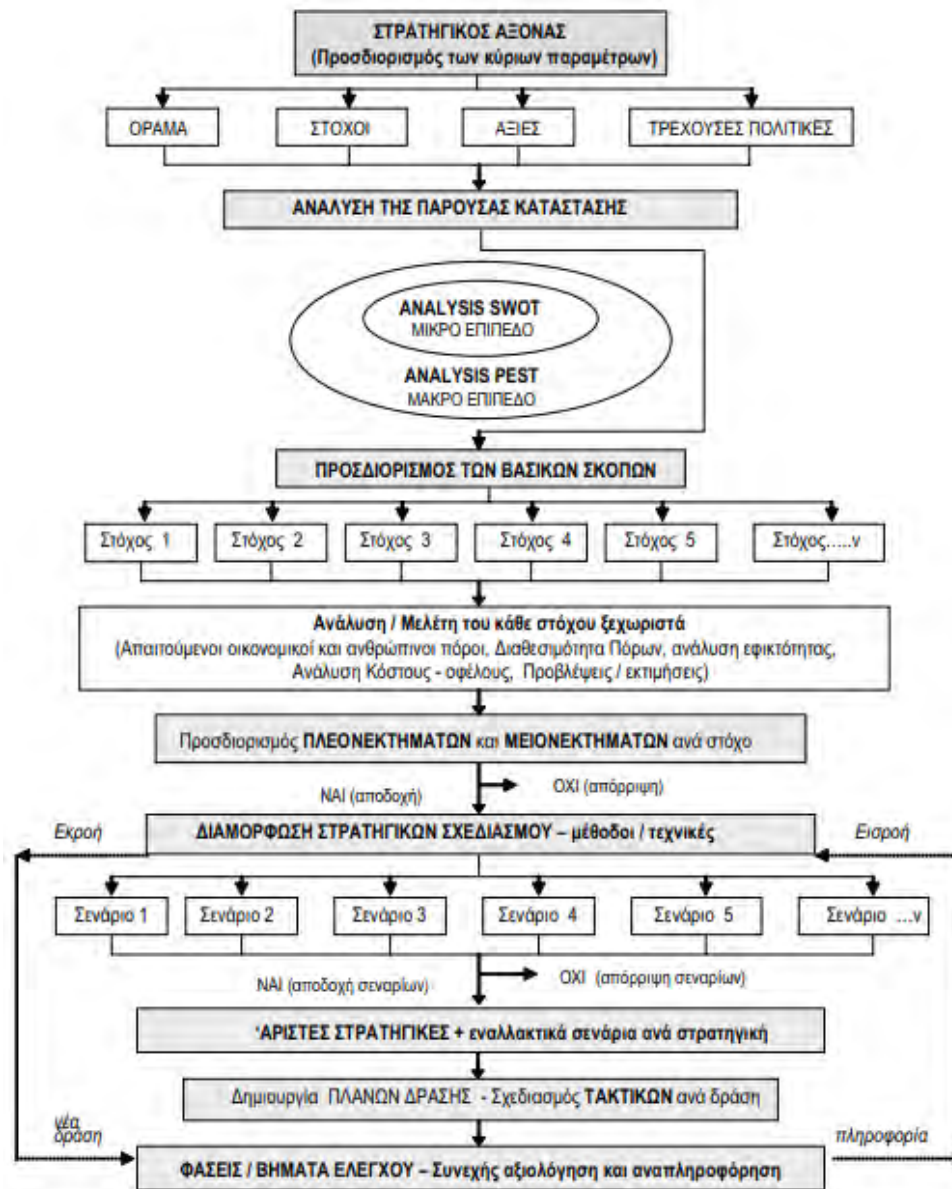 ΣΤΡΑΤΗΓΙΚΟΣ ΑΞΟΝΑΣ
(Προσδιορισμός των κύριων παραμέτρων)
ΟΡΑΜΑ
ΣΤΟΧΟΙ
ΑΞΙΕΣ
ΤΡΕΧΟΥΣΕΣ ΠΟΛΙΤΙΚΕΣ
ΑΝΑΛΥΣΗ ΤΗΣ ΠΑΡΟΥΣΑΣ ΚΑΤΑΣΤΑΣΗΣ
ANALYSIS SWOT
ΜΙΚΡΟ ΕΠΙΠΕΔΟ
ANALYSIS PEST
ΜΑΚΡΟ ΕΠΙΠΕΔΟ
ΠΡΟΣΔΙΟΡΙΣΜΟΣ ΤΩΝ ΒΑΣΙΚΩΝ ΣΚΟΠΩΝ
Στόχος 1
Στόχος 2
Στόχος 3
Στόχος 4
Στόχος 5
Στόχος.....ν
Ανάλυση / Μελέτη του κάθε στόχου ξεχωριστά
(Απαιτούμενοι οικονομικοί και ανθρώπινοι πόροι, Διαθεσιμότητα Πόρων, ανάλυση εφικτότητας,
Ανάλυση Κόστους - οφέλους, Προβλέψεις / εκτιμήσεις)
Προσδιορισμός ΠΛΕΟΝΕΚΤΗΜΑΤΩΝ και ΜΕΙΟΝΕΚΤΗΜΑΤΩΝ ανά στόχο
ΝΑΙ (αποδοχή)
ΟΧΙ (απόρριψη)
Εκροή
ΔΙΑΜΟΡΦΩΣΗ ΣΤΡΑΤΗΓΙΚΩΝ ΣΧΕΔΙΑΣΜΟΥ – μέθοδοι / τεχνικές
Εισροή
Σενάριο 1
Σενάριο 2
Σενάριο 3
Σενάριο 4
Σενάριο 5
Σενάριο ...ν
ΝΑΙ (αποδοχή σεναρίων)
ΟΧΙ (απόρριψη σεναρίων)
'ΑΡΙΣΤΕΣ ΣΤΡΑΤΗΓΙΚΕΣ + εναλλακτικά σενάρια ανά στρατηγική
Δημιουργία ΠΛΑΝΩΝ ΔΡΑΣΗΣ - Σχεδιασμός ΤΑΚΤΙΚΩΝ ανά δράση
νέα
δράση
πληροφορία
ΦΑΣΕΙΣ / ΒΗΜΑΤΑ ΕΛΕΓΧΟΥ – Συνεχής αξιολόγηση και αναπληροφόρηση